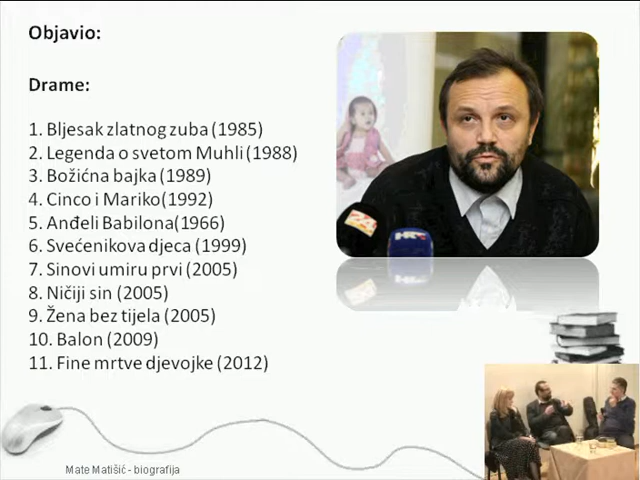 Objavio:
Drame:
1. Bljesak zlatnog zuba (1985)
2. Legenda o svetom Muhli (1988)
3. Božićna bajka (1989)
4. Cinco i Mariko(1992)
5. Anđeli Babilona(1966)
6. Svećenikova djeca (1999)
7. Sinovi umiru prvi (2005)
8. Ničiji sin (2005)
9. Žena bez tijela (2005)
10. Balon (2009)
11. Fine mrtve djevojke (2012)
HRT
Mate Matišić - biografija